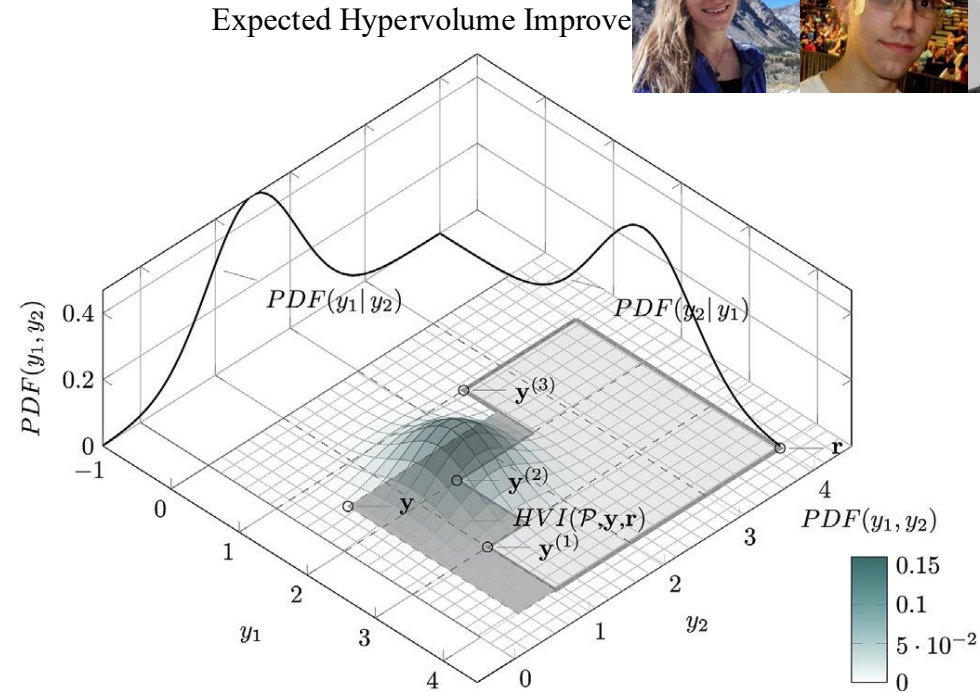 Expected Hypervolume Improve
PDF(y₁|y₂)
PDF(y₂|y₁)
PDF(y₁,y₂)
0.4
0.2
0
y⁽³⁾
y⁽²⁾
y
HVI(𝒫,y,r)
y⁽¹⁾
r
−1
0
0
1
2
3
4
y₁
0
1
2
3
4
y₂
PDF(y₁,y₂)
0.15
0.1
5·10⁻²
0